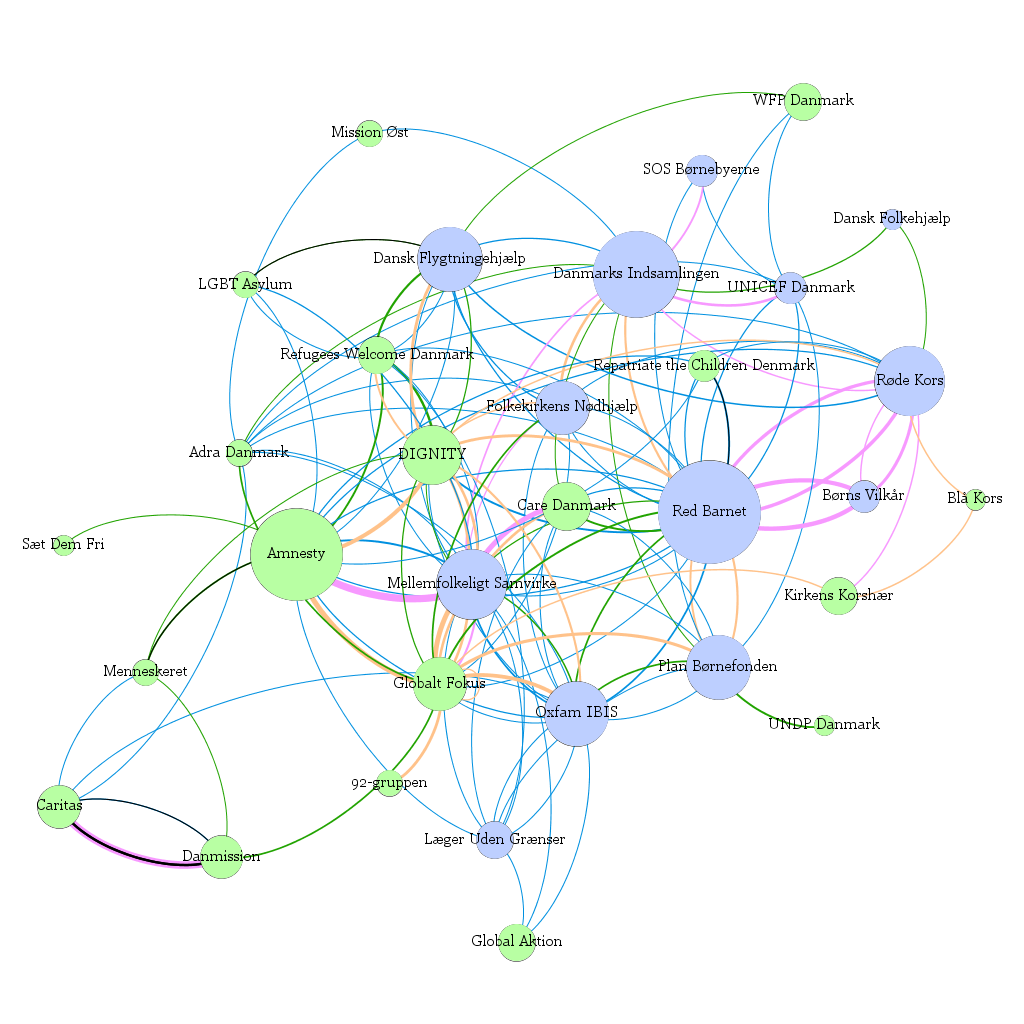 WFP Danmark
Mission Øst
SOS Børnebyerne
Dansk Folkehjælp
Dansk Flygtningehjælp
Danmarks Indsamlingen
LGBT Asylum
UNICEF Danmark
Refugees Welcome Danmark
Repatriate the Children Denmark
Røde Kors
Folkekirkens Nødhjælp
Adra Danmark
DIGNITY
Børns Vilkår
Blå Kors
Care Danmark
Red Barnet
Sæt Dem Fri
Amnesty
Mellemfolkeligt Samvirke
Kirkens Korshær
Menneskeret
Plan Børnefonden
Globalt Fokus
Oxfam IBIS
UNDP Danmark
92-gruppen
Caritas
Læger Uden Grænser
Danmission
Global Aktion